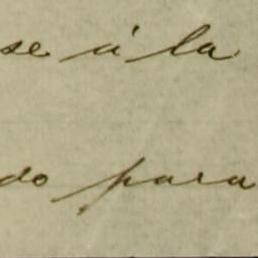 se á la
do para